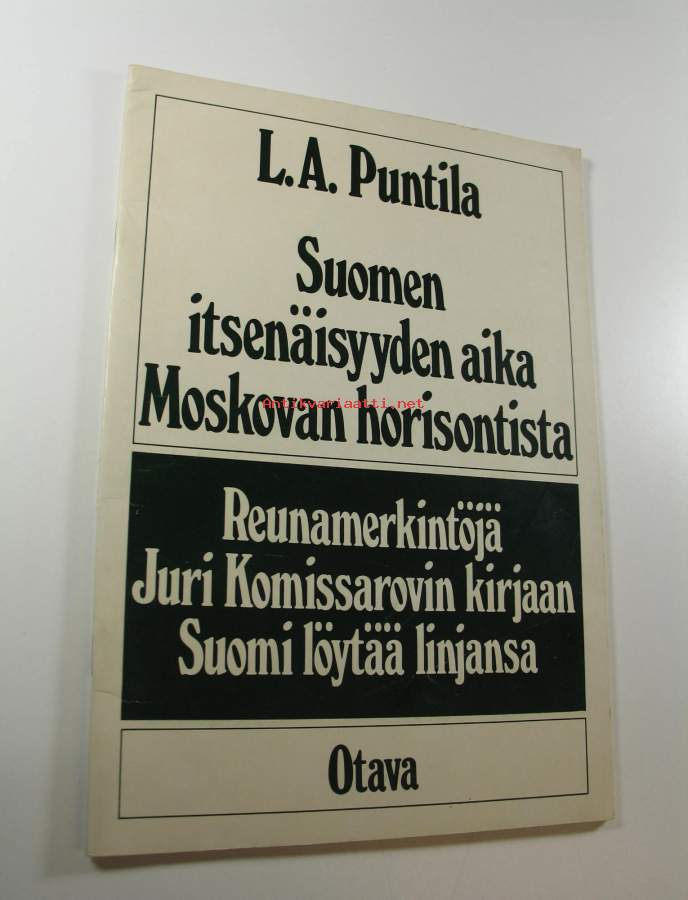 L.A. Puntila
Suomen
itsenäisyyden aika
Moskovan horisontista
Antikvariaatti.net
Reunamerkintöjä
Juri Komissarovin kirjaan
Suomi löytää linjansa
Otava